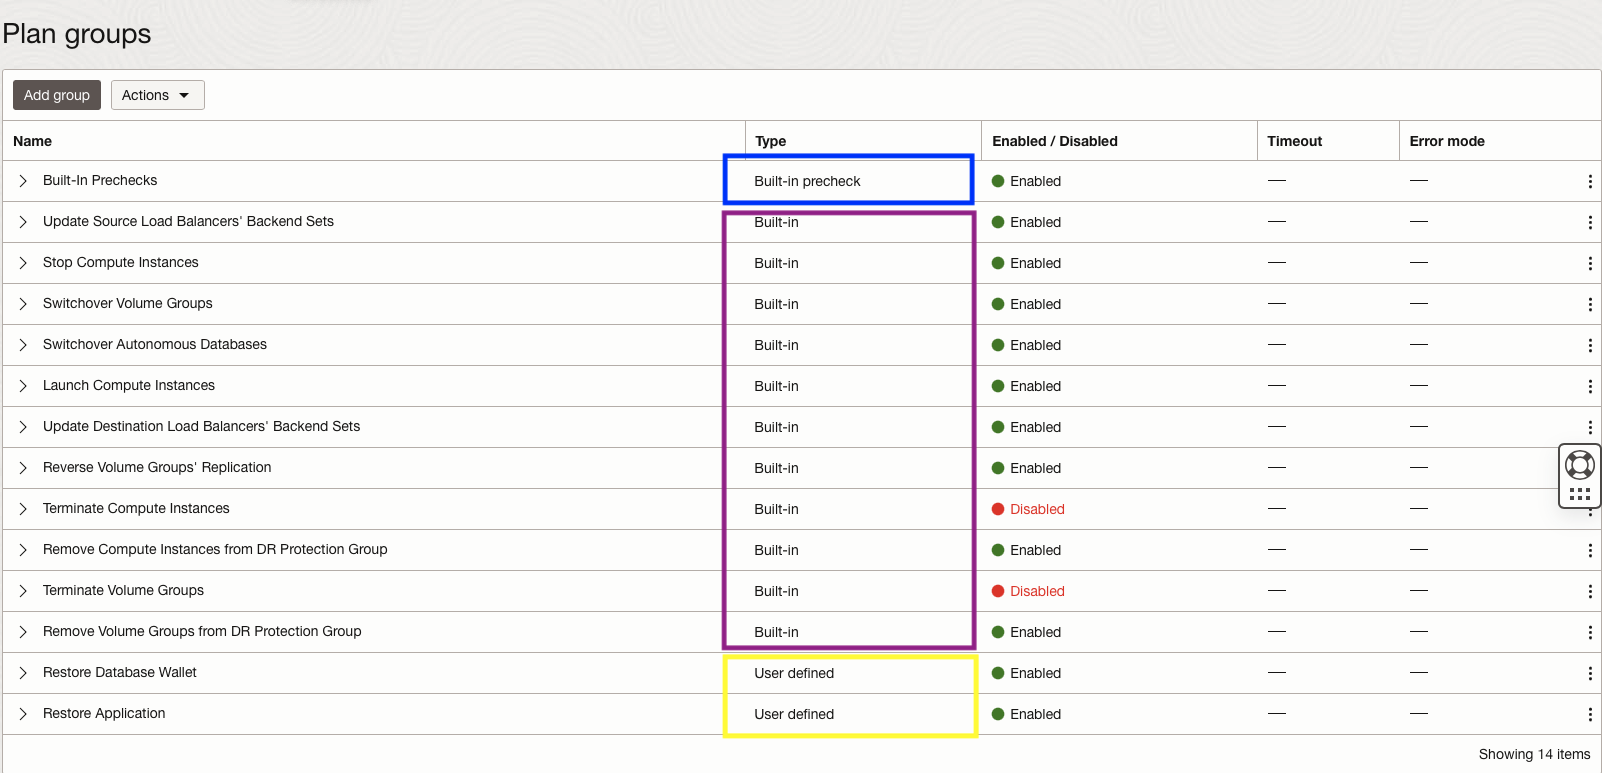 Plan groups
Add group Actions
Name Type Enabled / Disabled Timeout Error mode
Built-In Prechecks Built-in precheck Enabled — —
Update Source Load Balancers' Backend Sets Built-in Enabled — —
Stop Compute Instances Built-in Enabled — —
Switchover Volume Groups Built-in Enabled — —
Switchover Autonomous Databases Built-in Enabled — —
Launch Compute Instances Built-in Enabled — —
Update Destination Load Balancers' Backend Sets Built-in Enabled — —
Reverse Volume Groups' Replication Built-in Enabled — —
Terminate Compute Instances Built-in Disabled — —
Remove Compute Instances from DR Protection Group Built-in Enabled — —
Terminate Volume Groups Built-in Disabled — —
Remove Volume Groups from DR Protection Group Built-in Enabled — —
Restore Database Wallet User defined Enabled — —
Restore Application User defined Enabled — —
Showing 14 items